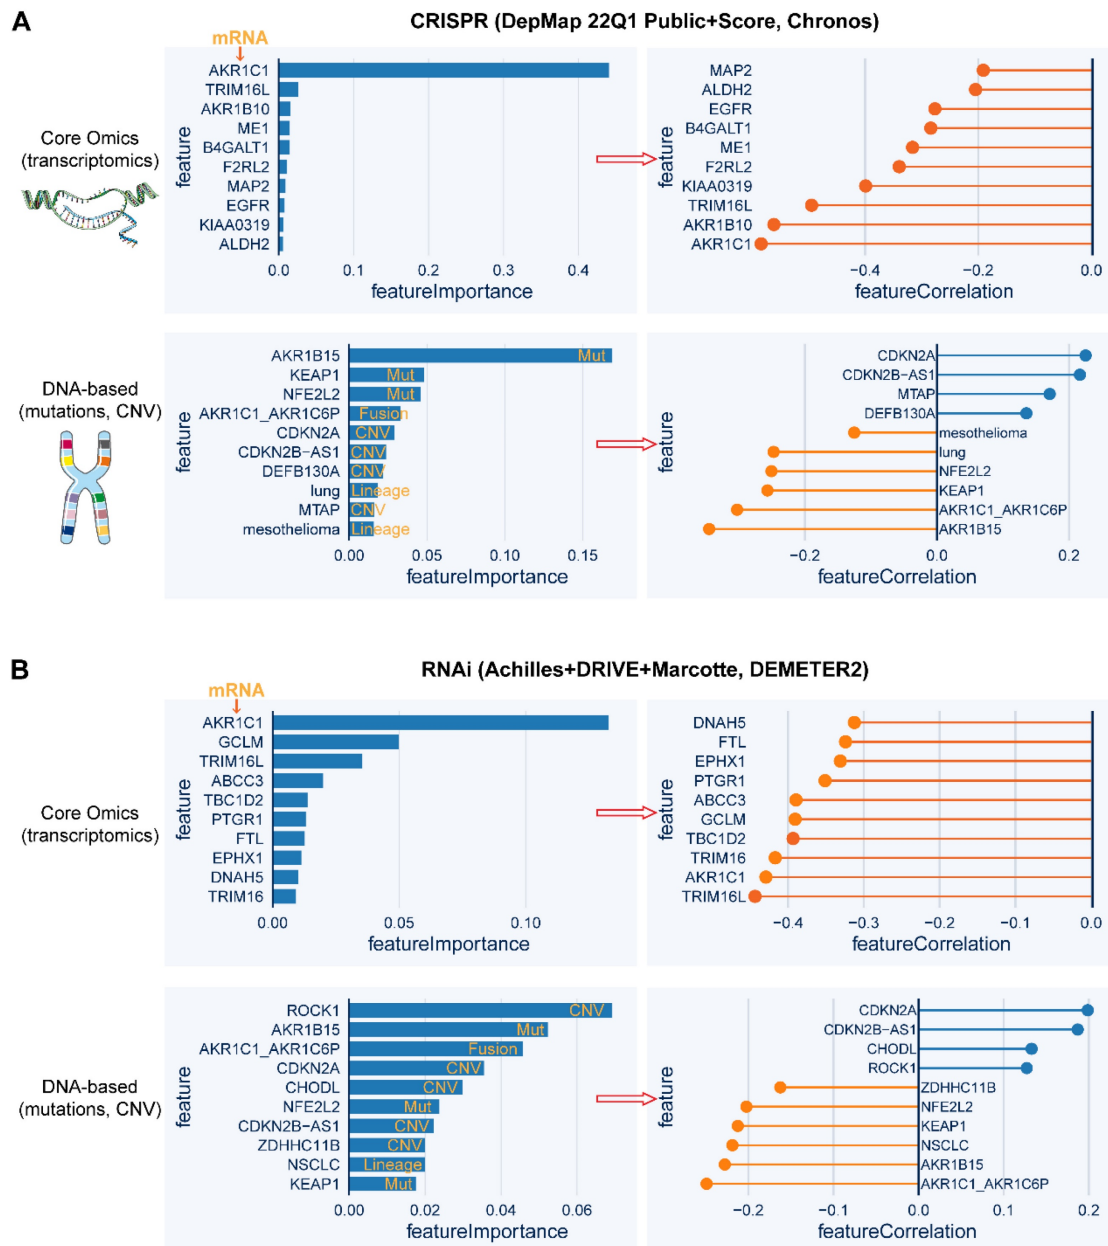 A
CRISPR (DepMap 22Q1 Public+Score, Chronos)
mRNA
Core Omics
(transcriptomics)
feature
AKR1C1
TRIM16L
AKR1B10
ME1
B4GALT1
F2RL2
MAP2
EGFR
KIAA0319
ALDH2
0.0 0.1 0.2 0.3 0.4
featureImportance
feature
MAP2
ALDH2
EGFR
B4GALT1
ME1
F2RL2
KIAA0319
TRIM16L
AKR1B10
AKR1C1
−0.4 −0.2 0.0
featureCorrelation
DNA-based
(mutations, CNV)
feature
AKR1B15 Mut
KEAP1 Mut
NFE2L2 Mut
AKR1C1_AKR1C6P Fusion
CDKN2A CNV
CDKN2B−AS1 CNV
DEFB130A CNV
lung Lineage
MTAP CNV
mesothelioma Lineage
0.00 0.05 0.10 0.15
featureImportance
feature
CDKN2A
CDKN2B−AS1
MTAP
DEFB130A
mesothelioma
lung
NFE2L2
KEAP1
AKR1C1_AKR1C6P
AKR1B15
−0.2 0.0 0.2
featureCorrelation
B
RNAi (Achilles+DRIVE+Marcotte, DEMETER2)
mRNA
Core Omics
(transcriptomics)
feature
AKR1C1
GCLM
TRIM16L
ABCC3
TBC1D2
PTGR1
FTL
EPHX1
DNAH5
TRIM16
0.00 0.05 0.10
featureImportance
feature
DNAH5
FTL
EPHX1
PTGR1
ABCC3
GCLM
TBC1D2
TRIM16
AKR1C1
TRIM16L
−0.4 −0.3 −0.2 −0.1 0.0
featureCorrelation
DNA-based
(mutations, CNV)
feature
ROCK1 CNV
AKR1B15 Mut
AKR1C1_AKR1C6P Fusion
CDKN2A CNV
CHODL CNV
NFE2L2 Mut
CDKN2B−AS1 CNV
ZDHHC11B CNV
NSCLC Lineage
KEAP1 Mut
0.00 0.02 0.04 0.06
featureImportance
feature
CDKN2A
CDKN2B−AS1
CHODL
ROCK1
ZDHHC11B
NFE2L2
KEAP1
NSCLC
AKR1B15
AKR1C1_AKR1C6P
−0.2 −0.1 0.0 0.1 0.2
featureCorrelation